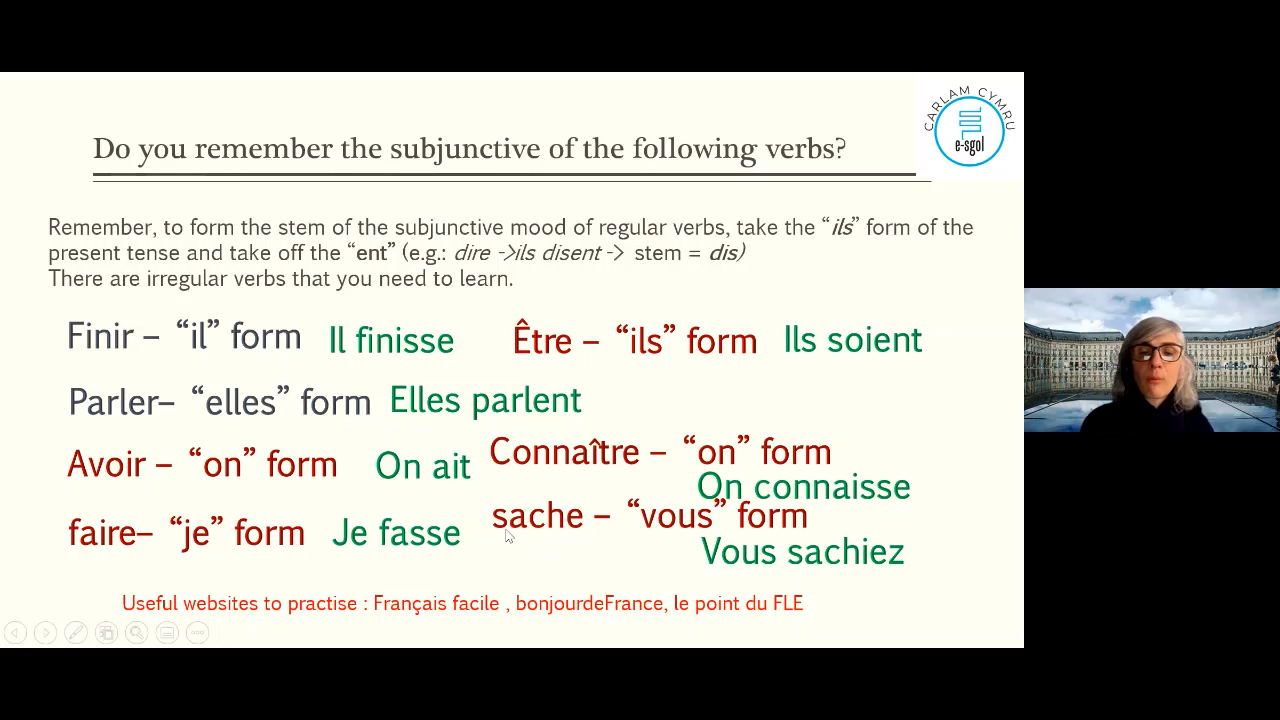 CARLAM CYMRU
e-sgol
Do you remember the subjunctive of the following verbs?
Remember, to form the stem of the subjunctive mood of regular verbs, take the “ils” form of the
present tense and take off the “ent” (e.g.: dire ->ils disent -> stem = dis)
There are irregular verbs that you need to learn.
Finir – “il” form Il finisse
Être – “ils” form Ils soient
Parler– “elles” form Elles parlent
Avoir – “on” form On ait
Connaître – “on” form
On connaisse
faire– “je” form Je fasse
sache – “vous” form
Vous sachiez
Useful websites to practise : Français facile , bonjourdeFrance, le point du FLE